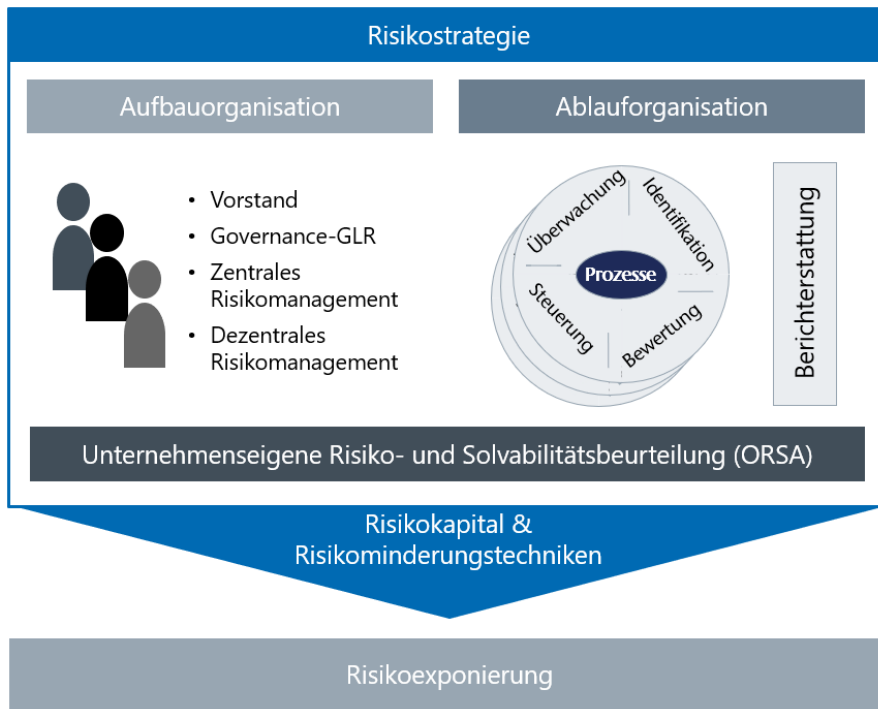 Risikostrategie
Aufbauorganisation
Ablauforganisation
• Vorstand
• Governance-GLR
• Zentrales
Risikomanagement
• Dezentrales
Risikomanagement
Überwachung
Identifikation
Prozesse
Steuerung
Bewertung
Berichterstattung
Unternehmenseigene Risiko- und Solvabilitätsbeurteilung (ORSA)
Risikokapital &
Risikominderungstechniken
Risikoexponierung